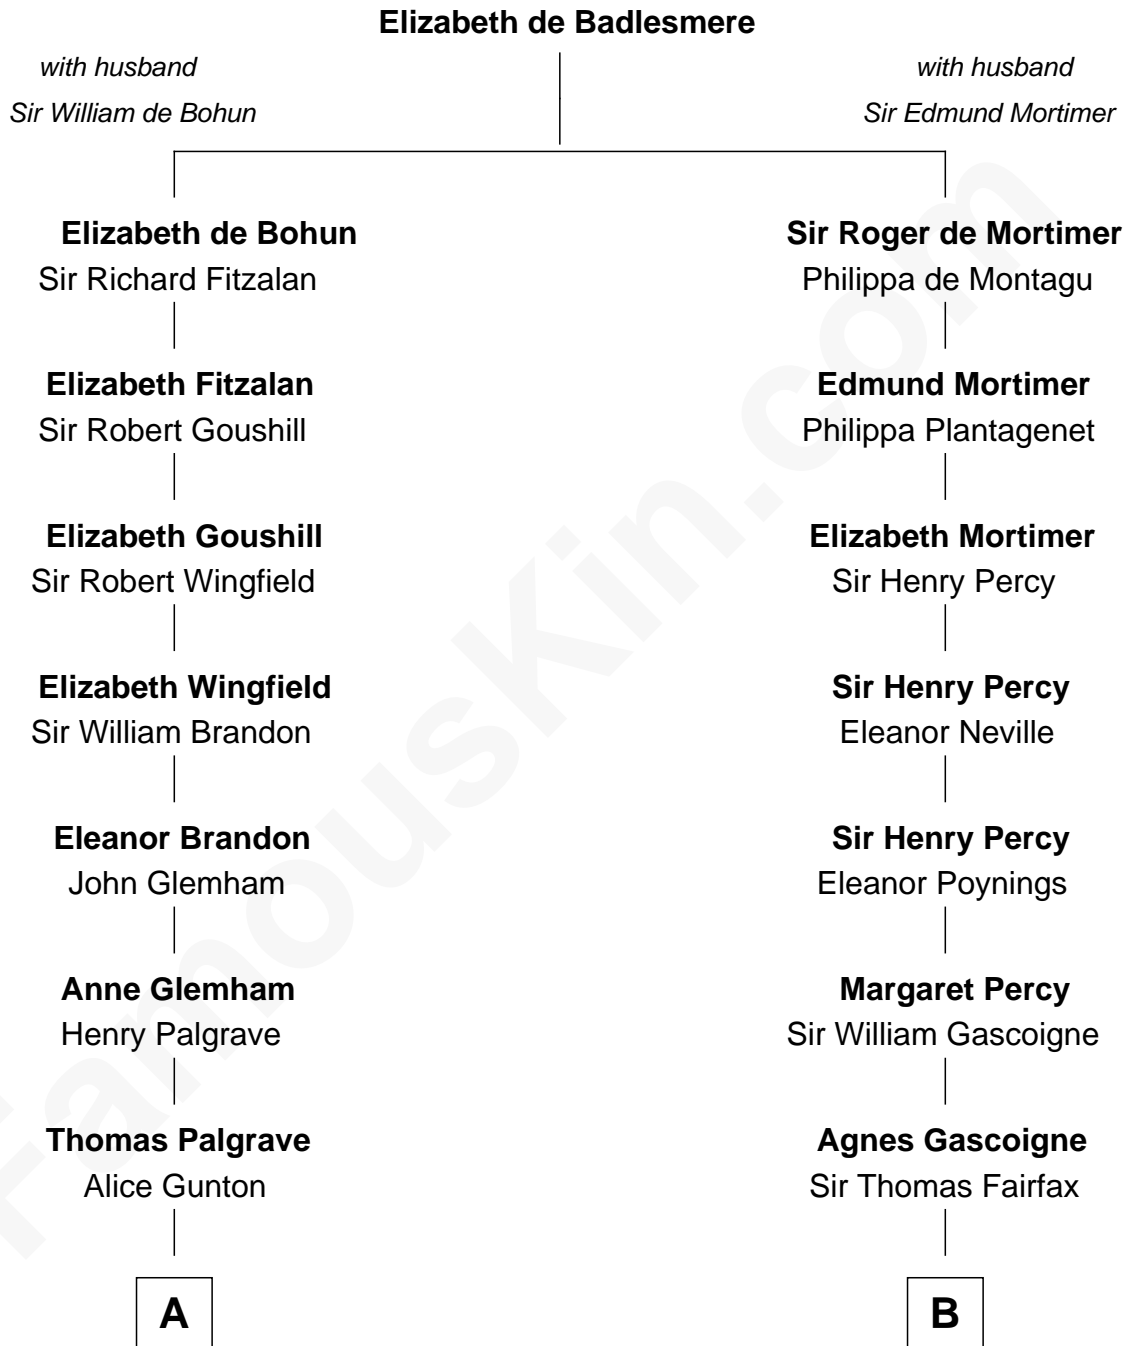 Elizabeth de Badlesmere
with husband
Sir William de Bohun
with husband
Sir Edmund Mortimer
Elizabeth de Bohun
Sir Richard Fitzalan
Sir Roger de Mortimer
Philippa de Montagu
Elizabeth Fitzalan
Sir Robert Goushill
Edmund Mortimer
Philippa Plantagenet
Elizabeth Goushill
Sir Robert Wingfield
Elizabeth Mortimer
Sir Henry Percy
Elizabeth Wingfield
Sir William Brandon
Sir Henry Percy
Eleanor Neville
Eleanor Brandon
John Glemham
Sir Henry Percy
Eleanor Poynings
Anne Glemham
Henry Palgrave
Margaret Percy
Sir William Gascoigne
Thomas Palgrave
Alice Gunton
Agnes Gascoigne
Sir Thomas Fairfax
A
B
FamousKin.com